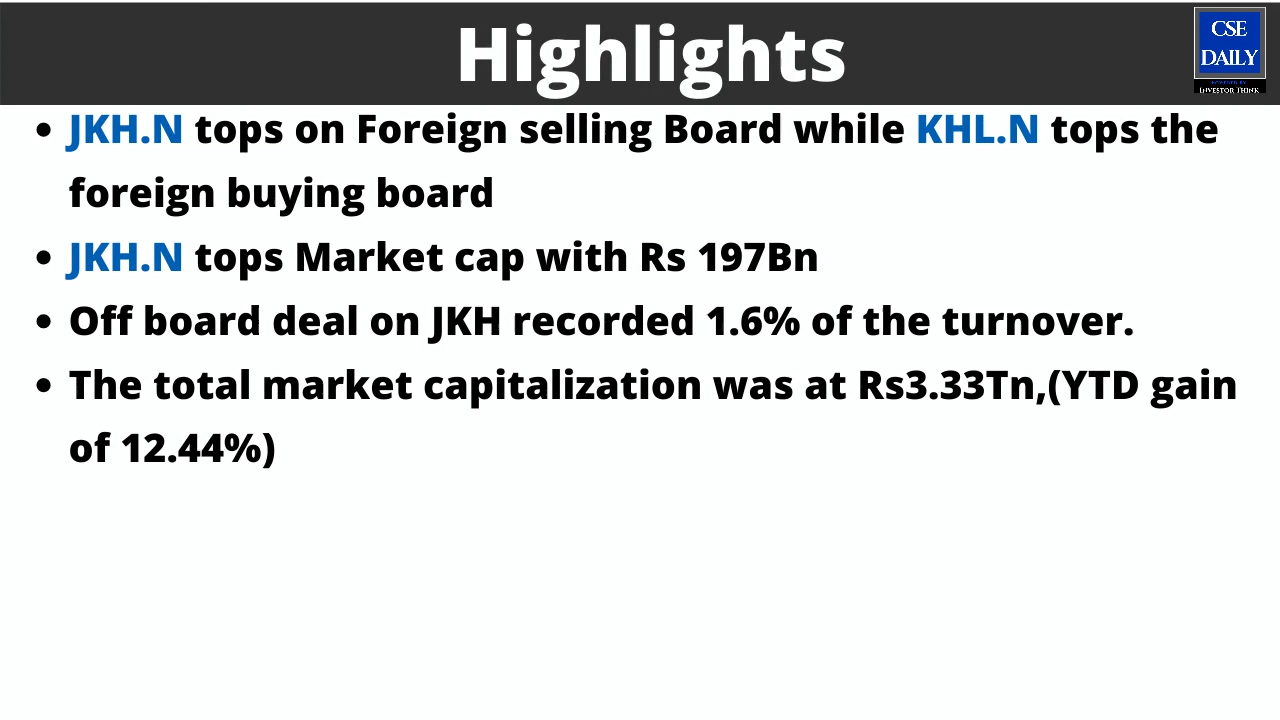 Highlights
CSE
DAILY
POWERED BY
INVESTOR THINK
• JKH.N tops on Foreign selling Board while KHL.N tops the
foreign buying board
• JKH.N tops Market cap with Rs 197Bn
• Off board deal on JKH recorded 1.6% of the turnover.
• The total market capitalization was at Rs3.33Tn,(YTD gain
of 12.44%)